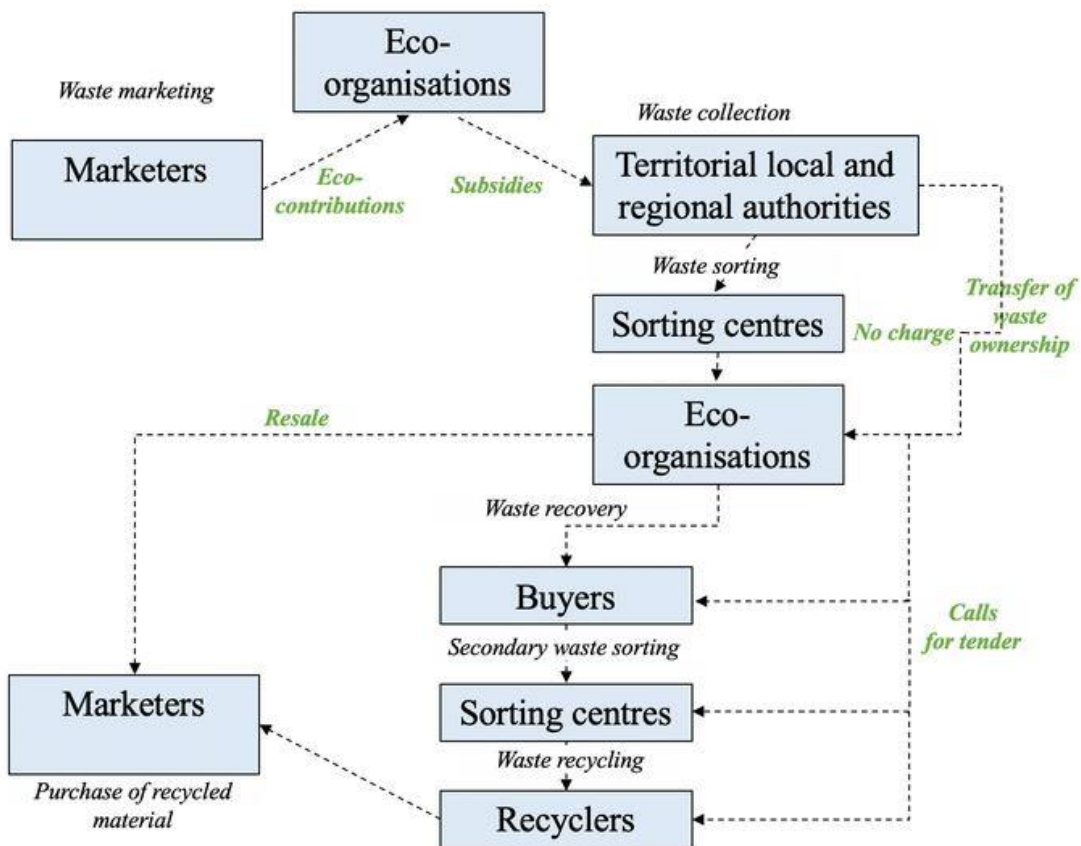 Eco-
organisations
Waste marketing
Waste collection
Marketers
Eco-
contributions
Subsidies
Territorial local and
regional authorities
Waste sorting
Transfer of
waste
ownership
Sorting centres
No charge
Eco-
organisations
Resale
Waste recovery
Buyers
Calls
for tender
Secondary waste sorting
Marketers
Sorting centres
Waste recycling
Purchase of recycled
material
Recyclers